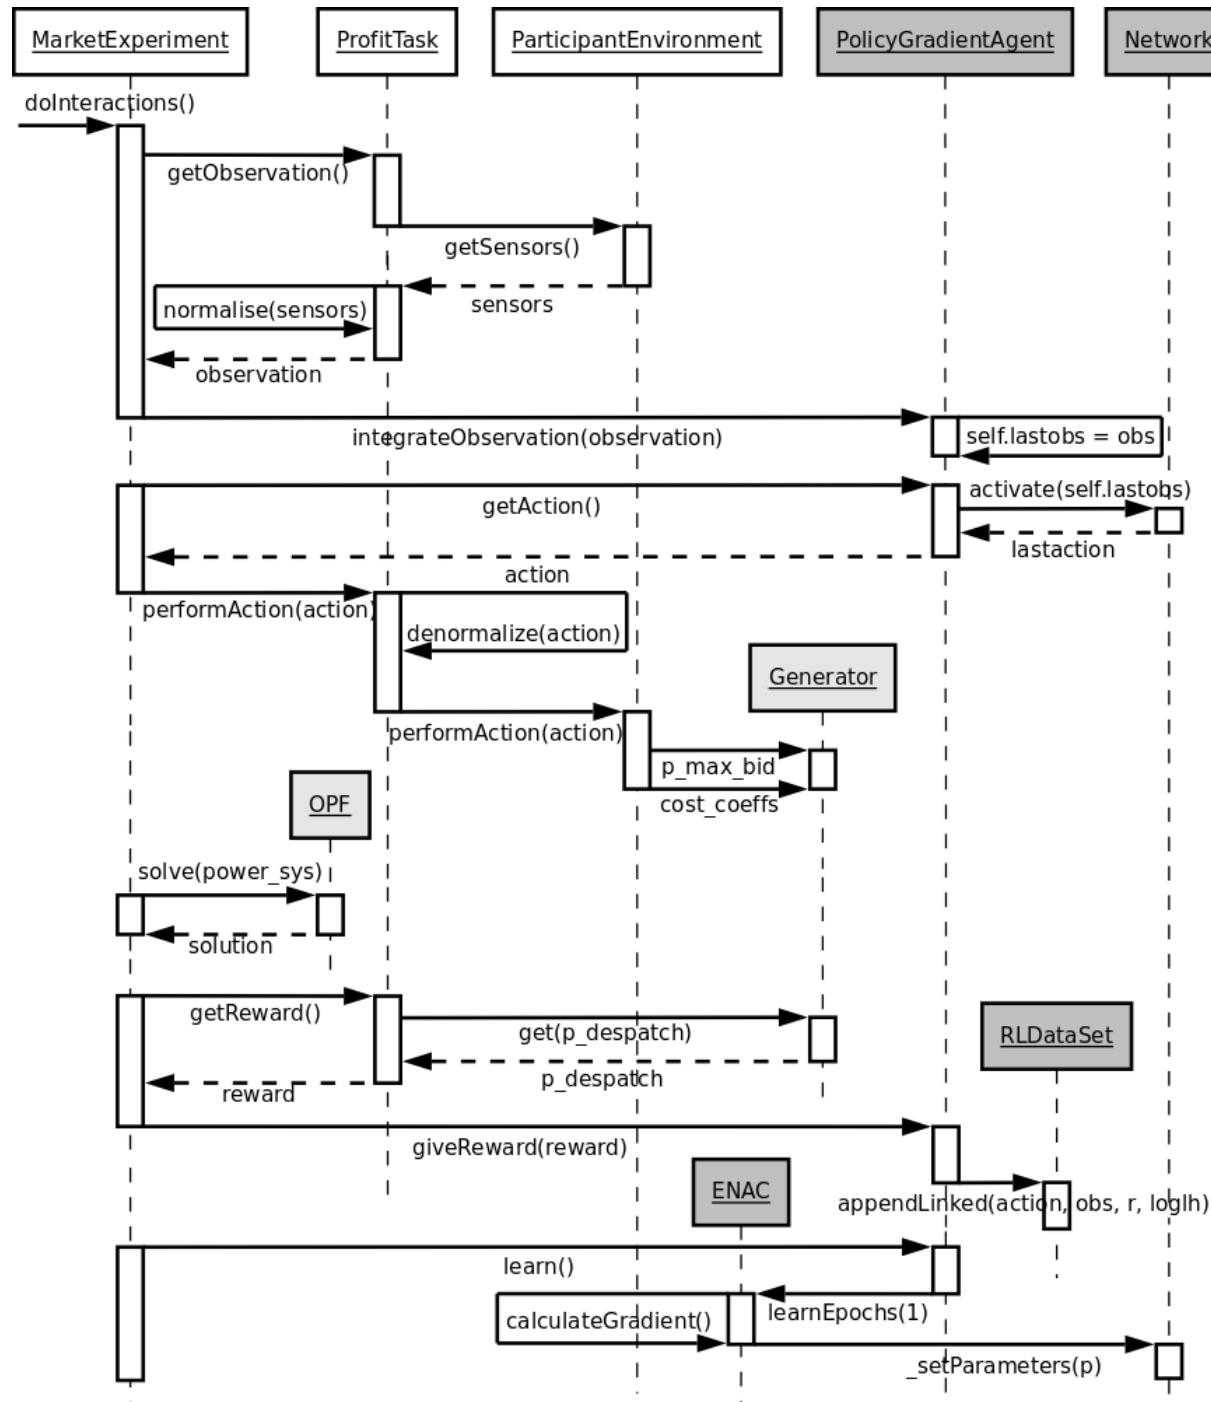 MarketExperiment
ProfitTask
ParticipantEnvironment
PolicyGradientAgent
Network
doInteractions()
getObservation()
getSensors()
sensors
normalise(sensors)
observation
integrateObservation(observation)
self.lastobs = obs
activate(self.lastobs)
getAction()
lastaction
action
performAction(action)
denormalize(action)
Generator
performAction(action)
p_max_bid
cost_coeffs
OPF
solve(power_sys)
solution
getReward()
get(p_despatch)
RLDataSet
p_despatch
reward
giveReward(reward)
ENAC
appendLinked(action, obs, r, loglh)
learn()
learnEpochs(1)
calculateGradient()
_setParameters(p)